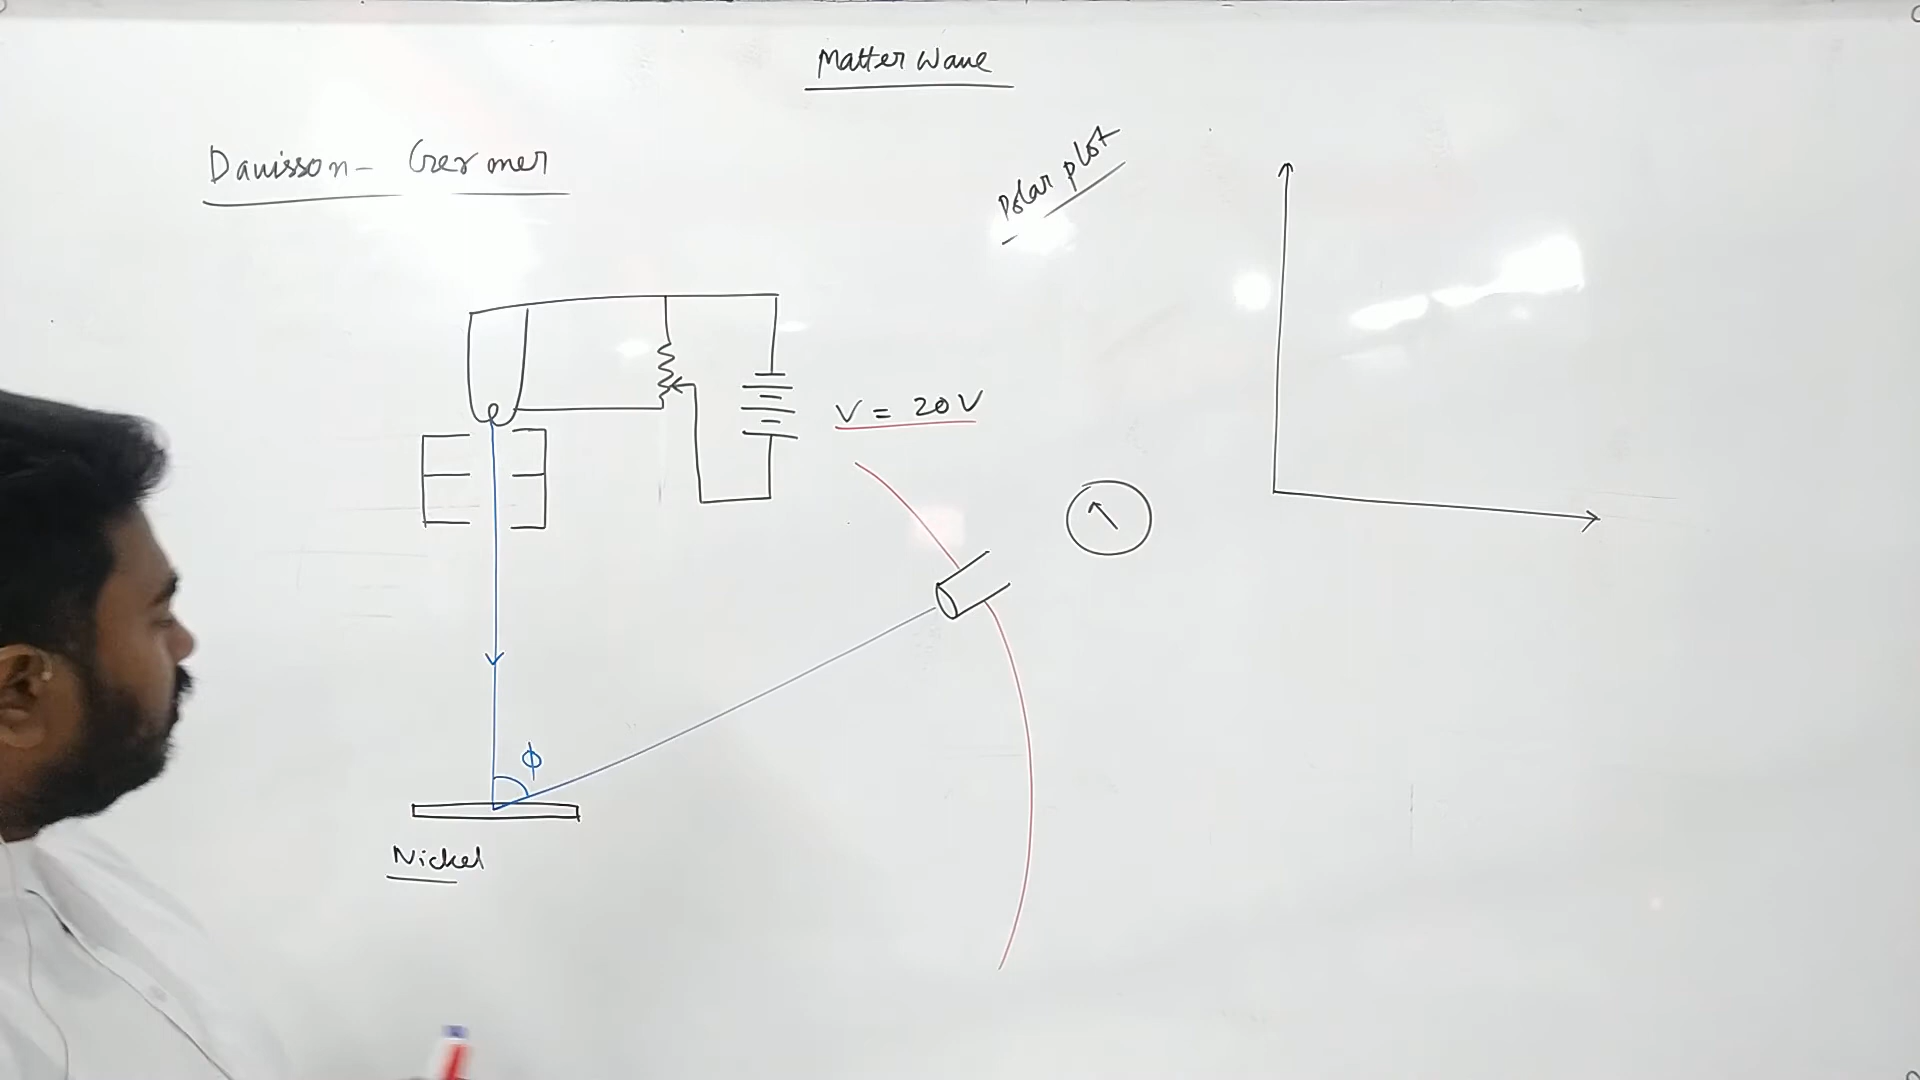 Matter Wave
Davisson- Germer
Polar plot
V = 20V
ϕ
Nickel